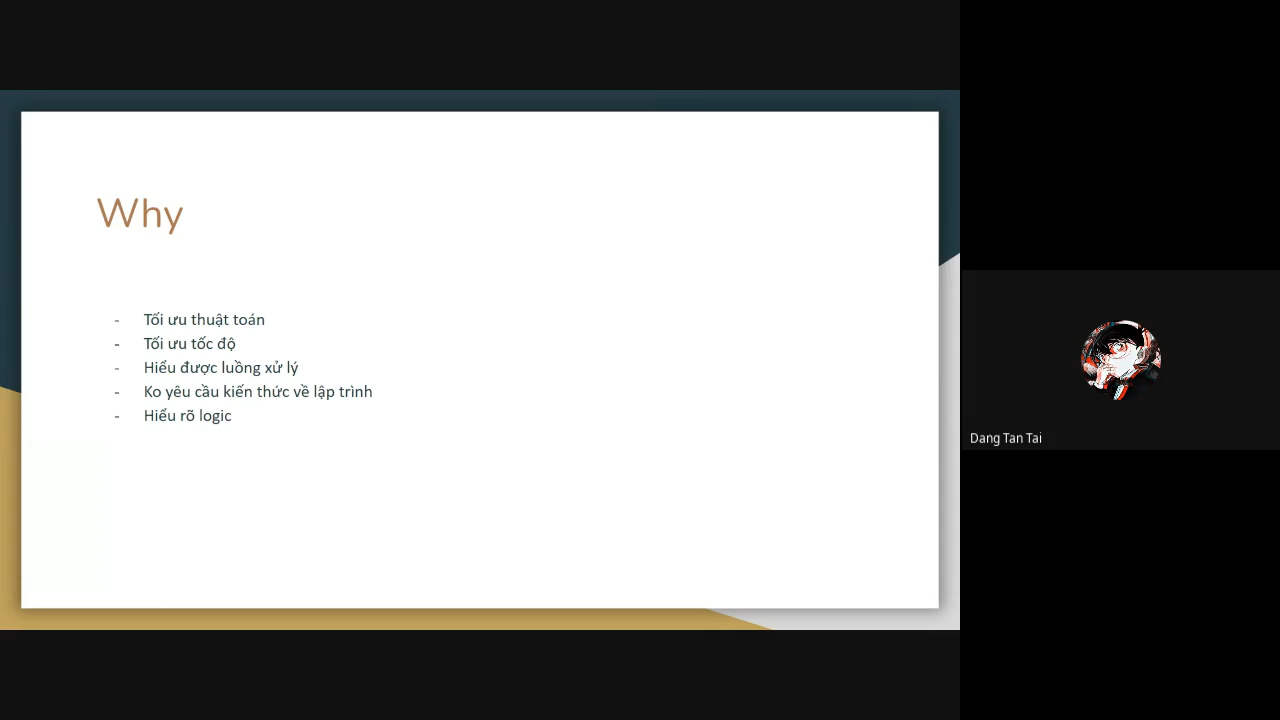 Why
- Tối ưu thuật toán
- Tối ưu tốc độ
- Hiểu được luồng xử lý
- Ko yêu cầu kiến thức về lập trình
- Hiểu rõ logic
Dang Tan Tai